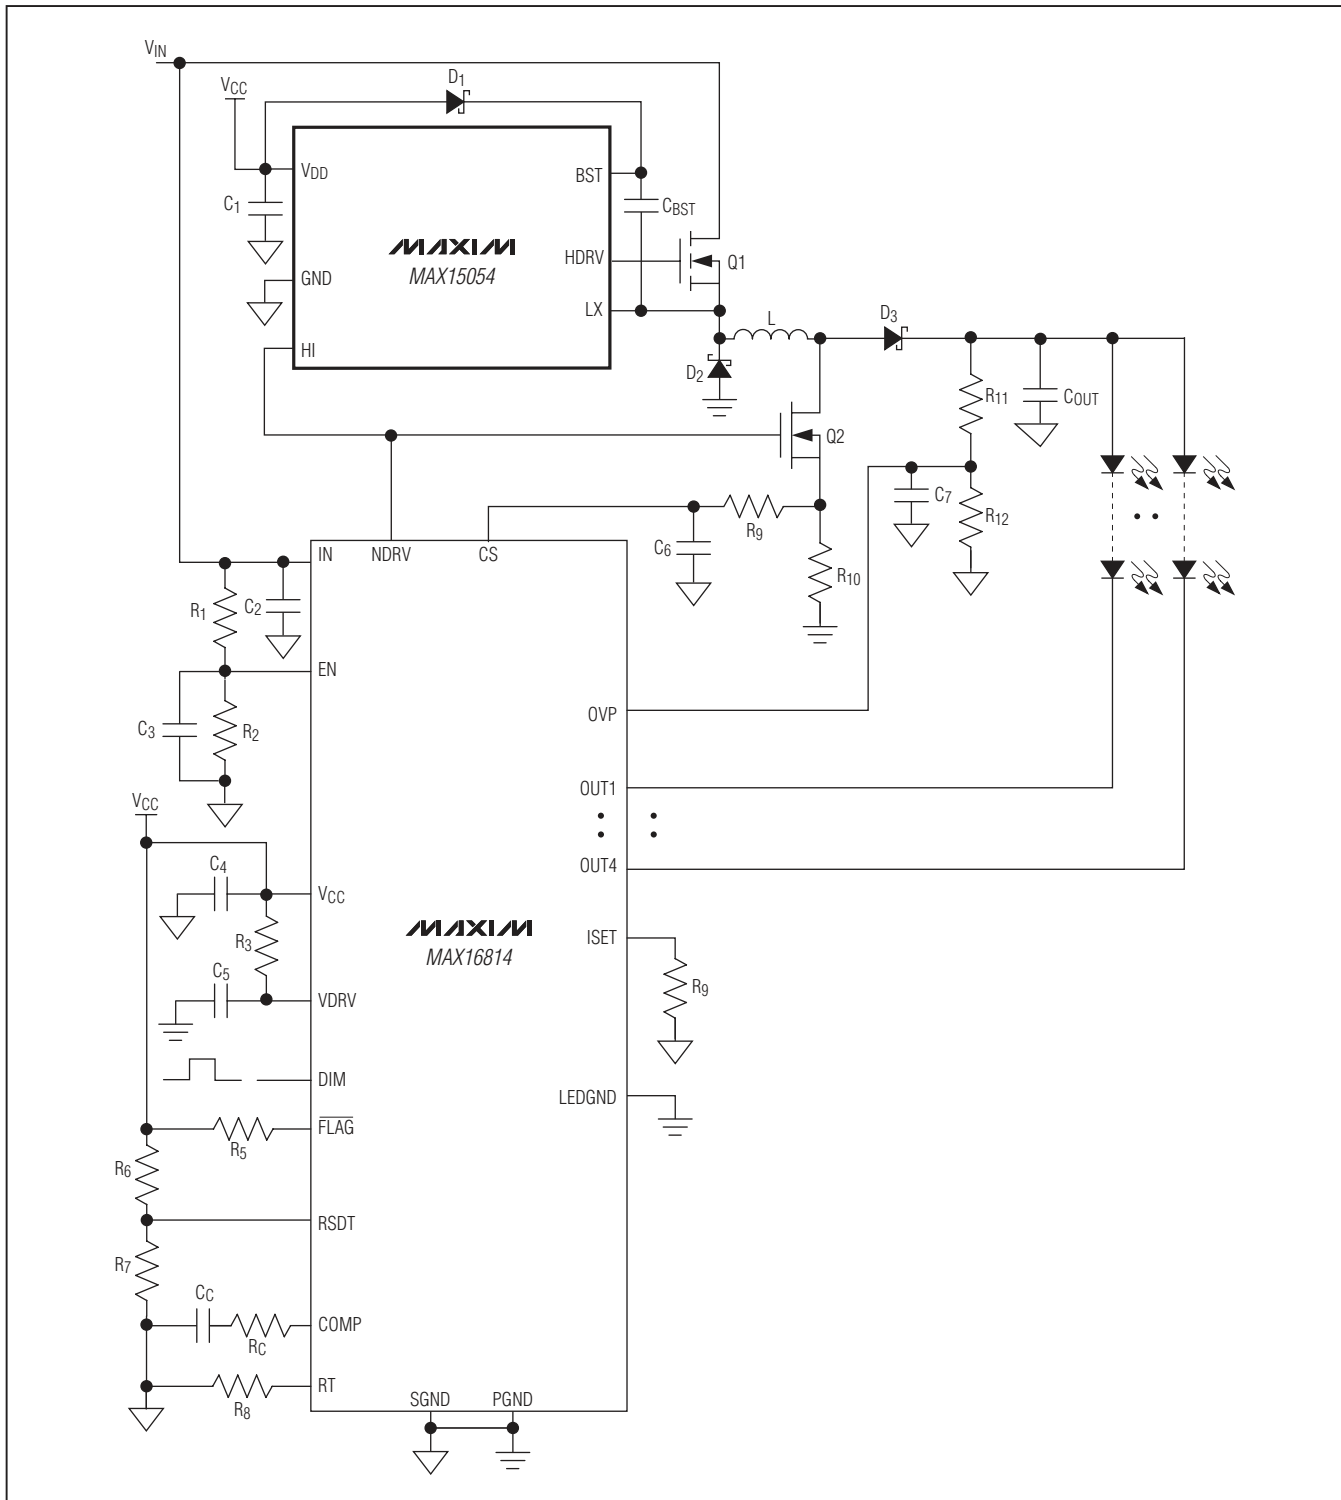 VIN
VCC
D1
VDD
BST
C1
CBST
MAXIM
MAX15054
HDRV
Q1
GND
LX
L
D3
HI
D2
R11
COUT
Q2
C7
R12
R9
C6
R10
IN
NDRV
CS
R1
C2
EN
C3
R2
OVP
VCC
OUT1
C4
OUT4
VCC
R3
MAXIM
MAX16814
ISET
C5
R9
VDRV
DIM
LEDGND
FLAG
R5
R6
RSDT
R7
CC
COMP
RC
RT
R8
SGND
PGND